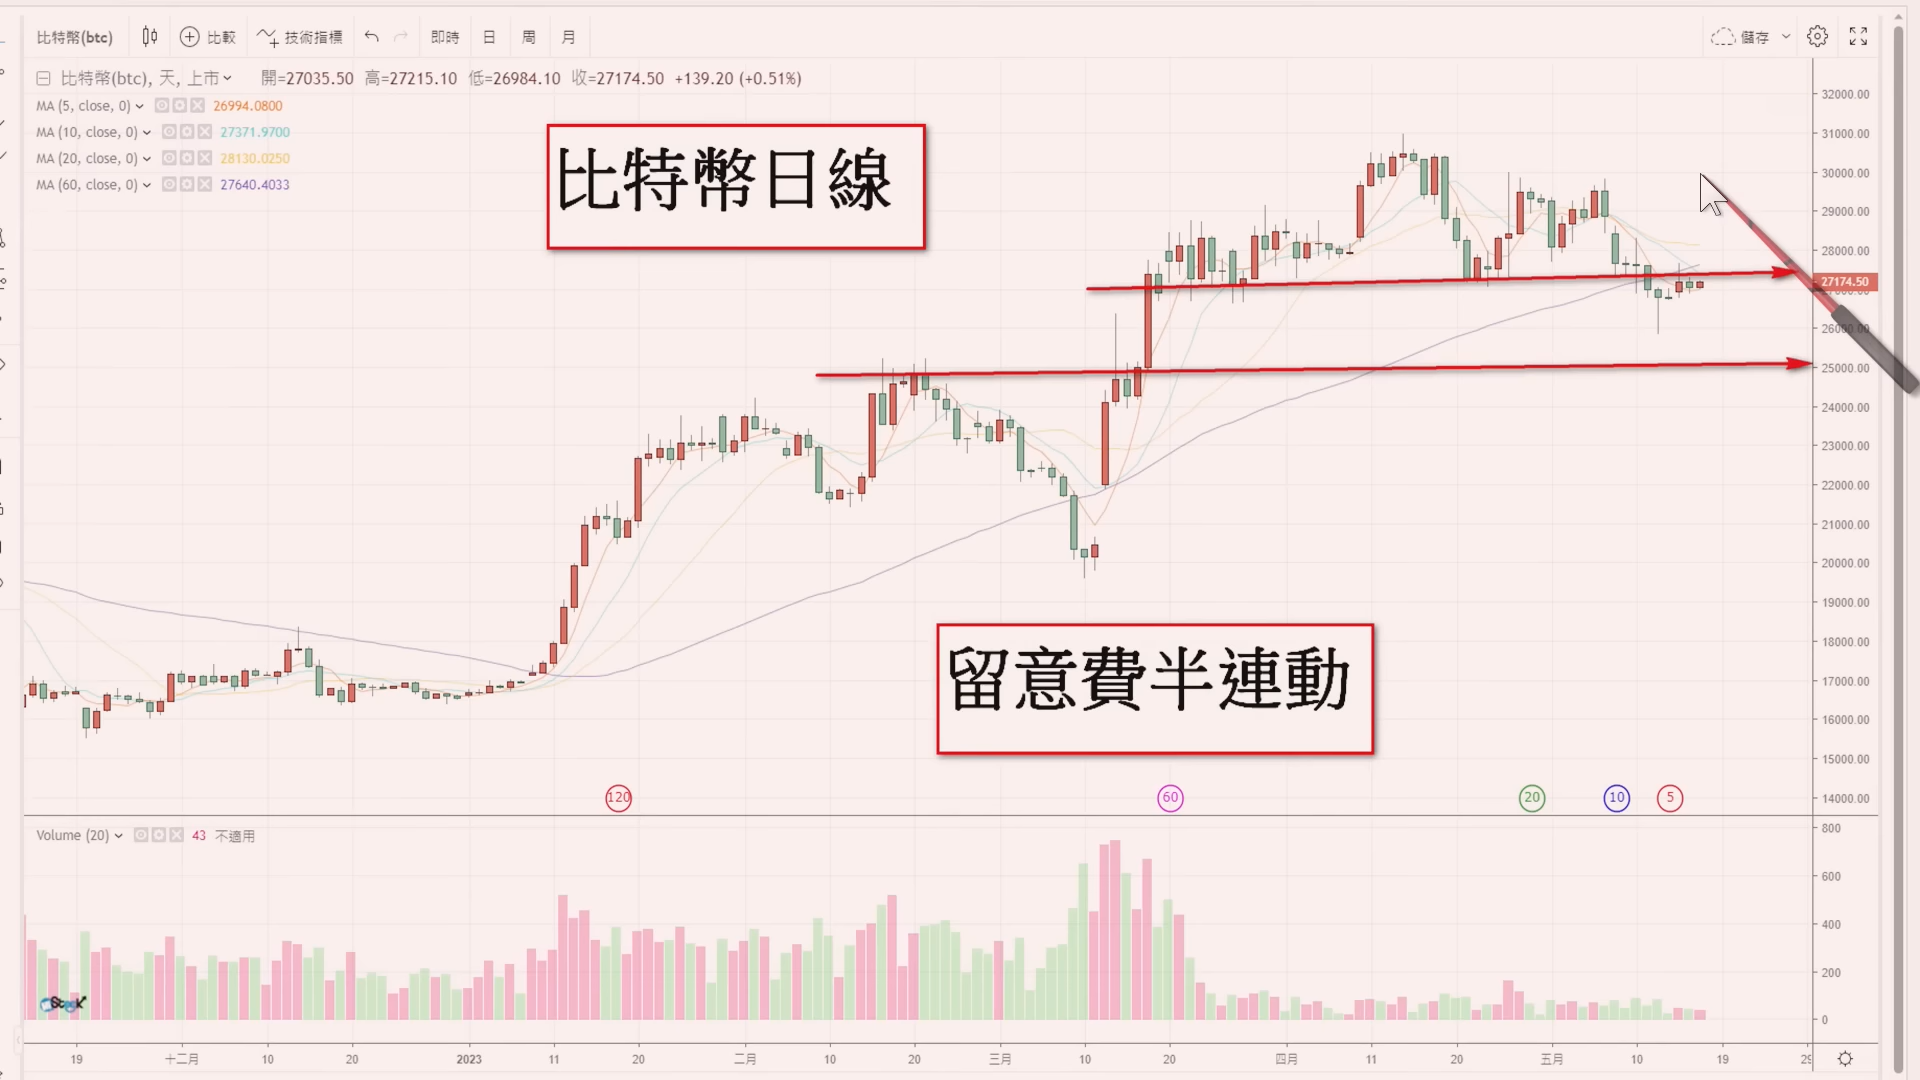 比特幣(btc) 比較 技術指標 即時 日 周 月 儲存
比特幣(btc), 天, 上市 開=27035.50 高=27215.10 低=26984.10 收=27174.50 +139.20 (+0.51%)
MA (5, close, 0) 26994.0800
MA (10, close, 0) 27371.9700
MA (20, close, 0) 28130.0250
MA (60, close, 0) 27640.4033
比特幣日線
留意費半連動
32000.00
31000.00
30000.00
29000.00
28000.00
27174.50
25000.00
24000.00
23000.00
22000.00
21000.00
20000.00
19000.00
18000.00
17000.00
16000.00
15000.00
14000.00
120 60 20 10 5
Volume (20) 43 不適用
800
600
400
200
0
Stock
19 十二月 10 20 2023 11 20 二月 10 20 三月 10 20 四月 11 20 五月 10 19